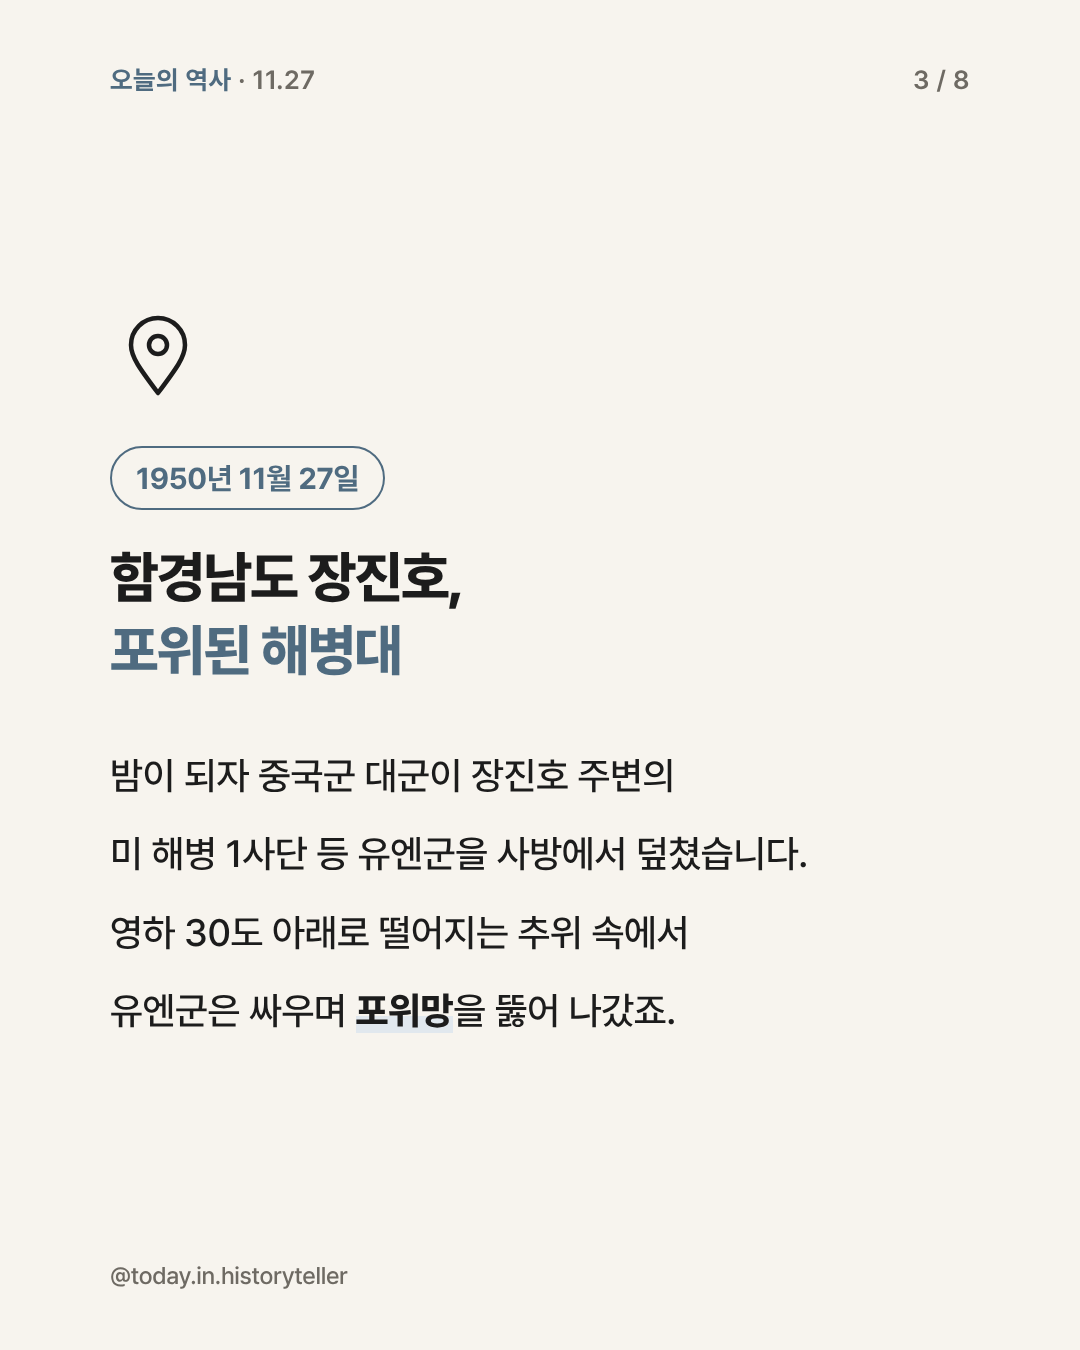 오늘의 역사 · 11.27
3 / 8
1950년 11월 27일
함경남도 장진호,
포위된 해병대
밤이 되자 중국군 대군이 장진호 주변의
미 해병 1사단 등 유엔군을 사방에서 덮쳤습니다.
영하 30도 아래로 떨어지는 추위 속에서
유엔군은 싸우며 포위망을 뚫어 나갔죠.
@today.in.historyteller